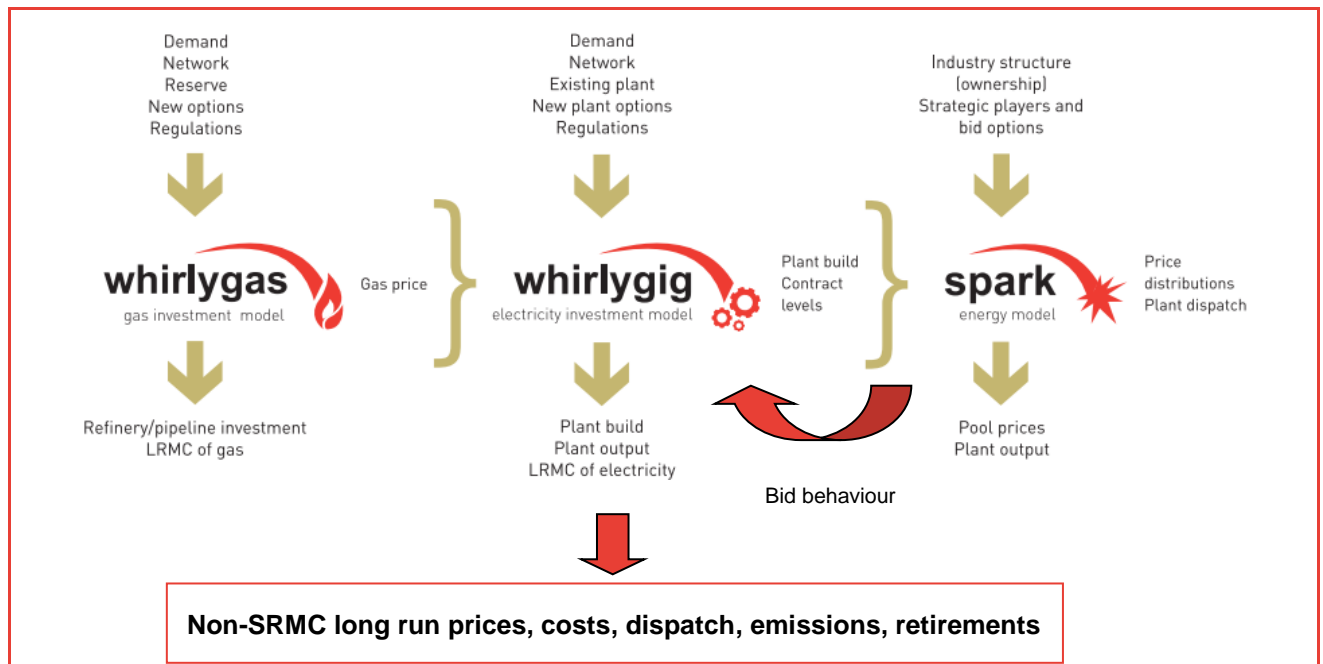 Demand
Network
Reserve
New options
Regulations
Demand
Network
Existing plant
New plant options
Regulations
Industry structure
(ownership)
Strategic players and
bid options
whirlygas
gas investment model
Gas price
whirlygig
electricity investment model
Plant build
Contract
levels
spark
energy model
Price
distributions
Plant dispatch
Refinery/pipeline investment
LRMC of gas
Plant build
Plant output
LRMC of electricity
Pool prices
Plant output
Bid behaviour
Non-SRMC long run prices, costs, dispatch, emissions, retirements